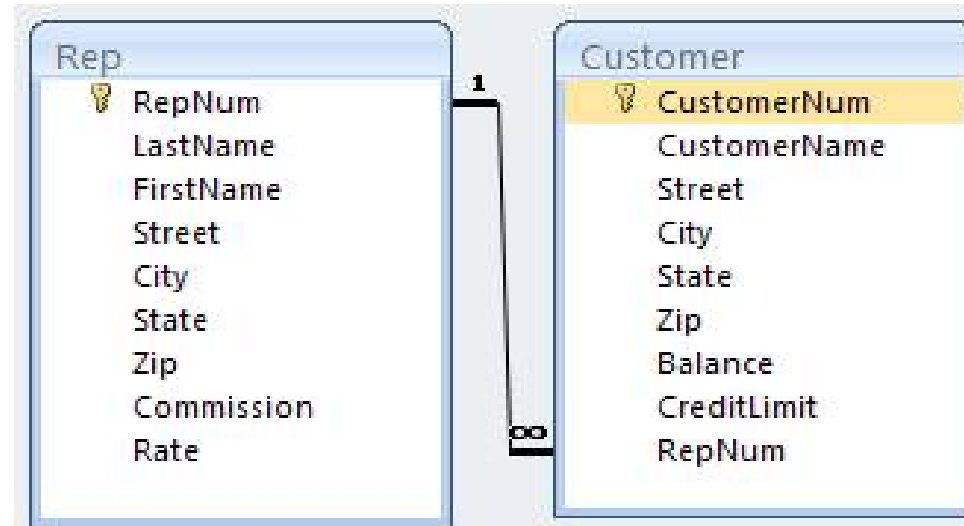 Rep
RepNum
LastName
FirstName
Street
City
State
Zip
Commission
Rate
1
∞
Customer
CustomerNum
CustomerName
Street
City
State
Zip
Balance
CreditLimit
RepNum